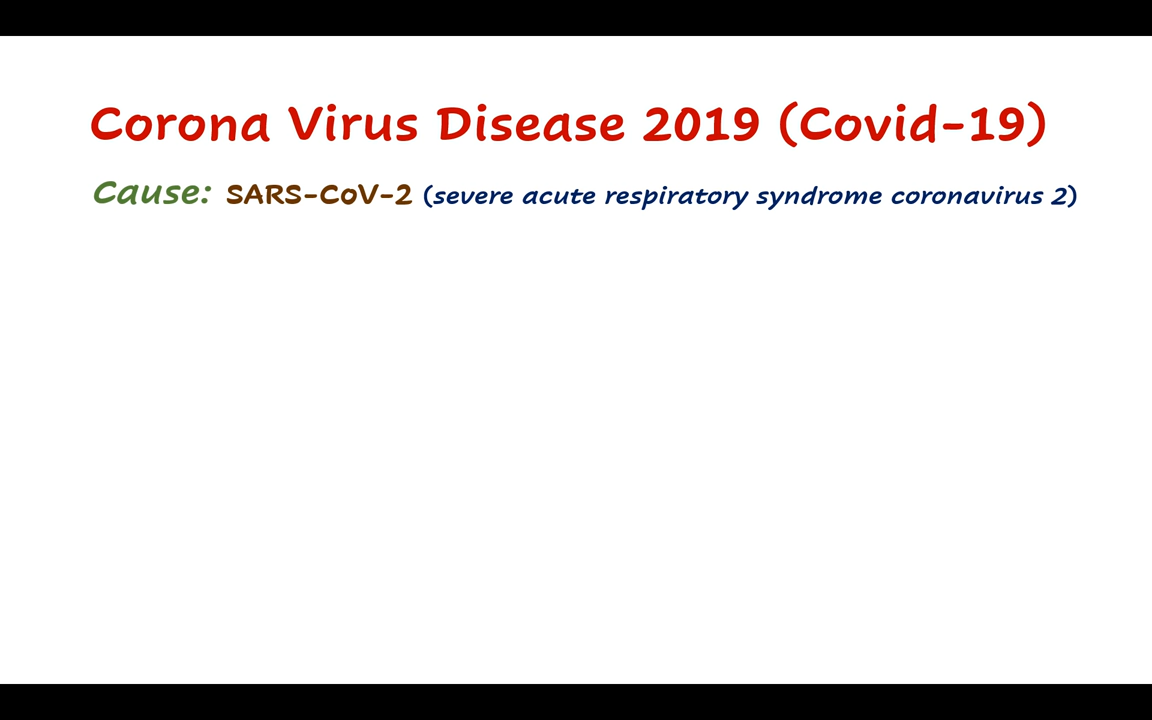 Corona Virus Disease 2019 (Covid-19)
Cause: SARS-CoV-2 (severe acute respiratory syndrome coronavirus 2)